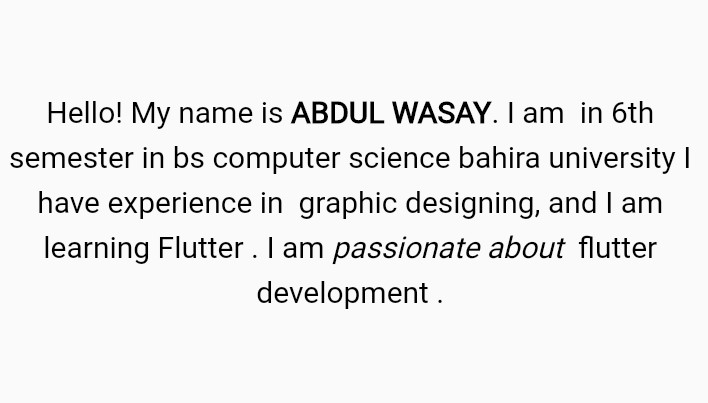 Hello! My name is ABDUL WASAY. I am  in 6th
semester in bs computer science bahira university I
have experience in  graphic designing, and I am
learning Flutter . I am passionate about  flutter
development .